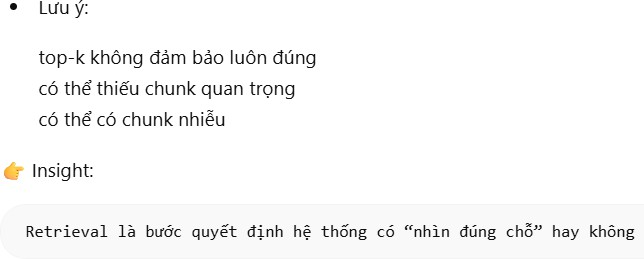 Lưu ý:
top-k không đảm bảo luôn đúng
có thể thiếu chunk quan trọng
có thể có chunk nhiễu
👉 Insight:
Retrieval là bước quyết định hệ thống có “nhìn đúng chỗ” hay không